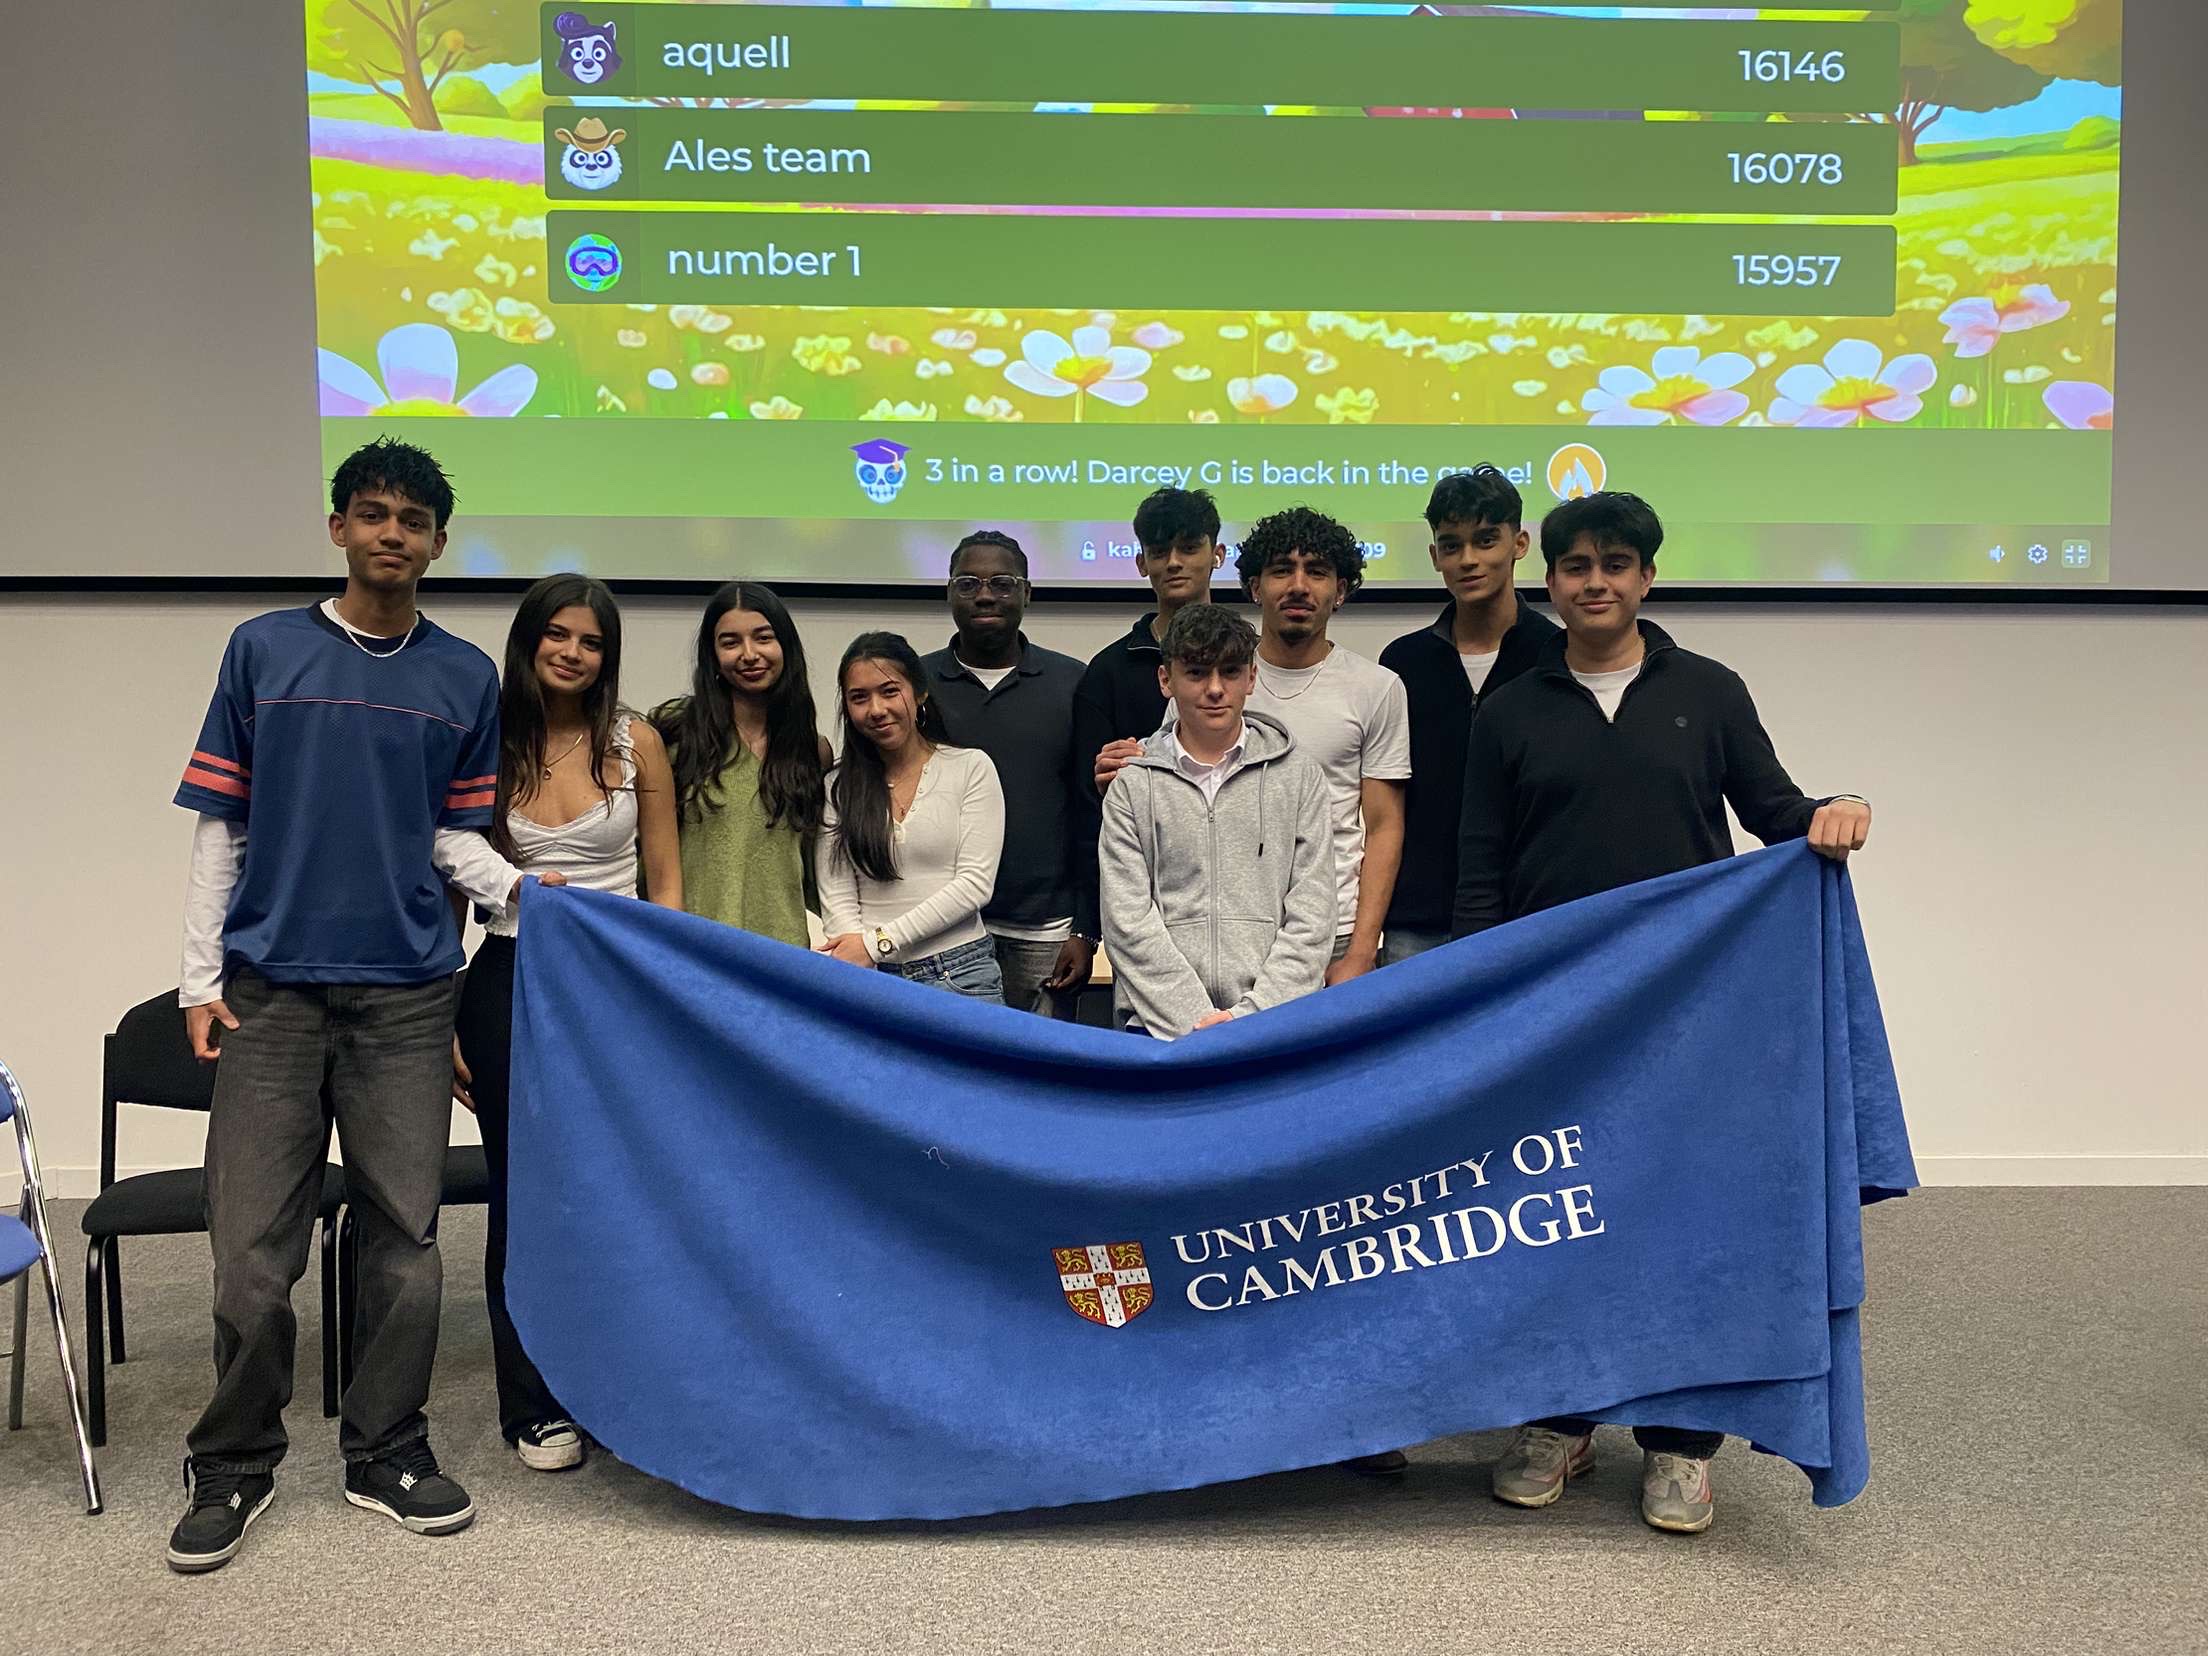 aquell 16146
Ales team 16078
number 1 15957
3 in a row! Darcey G is back in the game!
UNIVERSITY OF
CAMBRIDGE